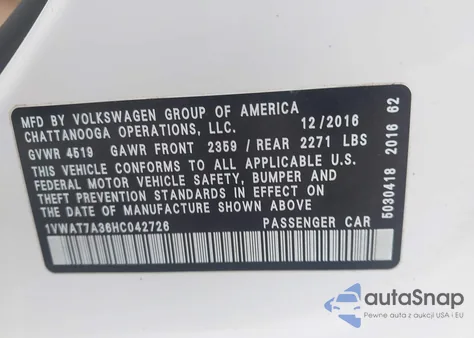 MFD BY VOLKSWAGEN GROUP OF AMERICA
CHATTANOOGA OPERATIONS, LLC. 12/2016
GVWR 4519 GAWR FRONT 2359 / REAR 2271 LBS
THIS VEHICLE CONFORMS TO ALL APPLICABLE U.S.
FEDERAL MOTOR VEHICLE SAFETY, BUMPER AND
THEFT PREVENTION STANDARDS IN EFFECT ON
THE DATE OF MANUFACTURE SHOWN ABOVE
1VWAT7A36HC042726 PASSENGER CAR
5030418 2016 62
autoSnap
Pewne auta z aukcji USA i EU